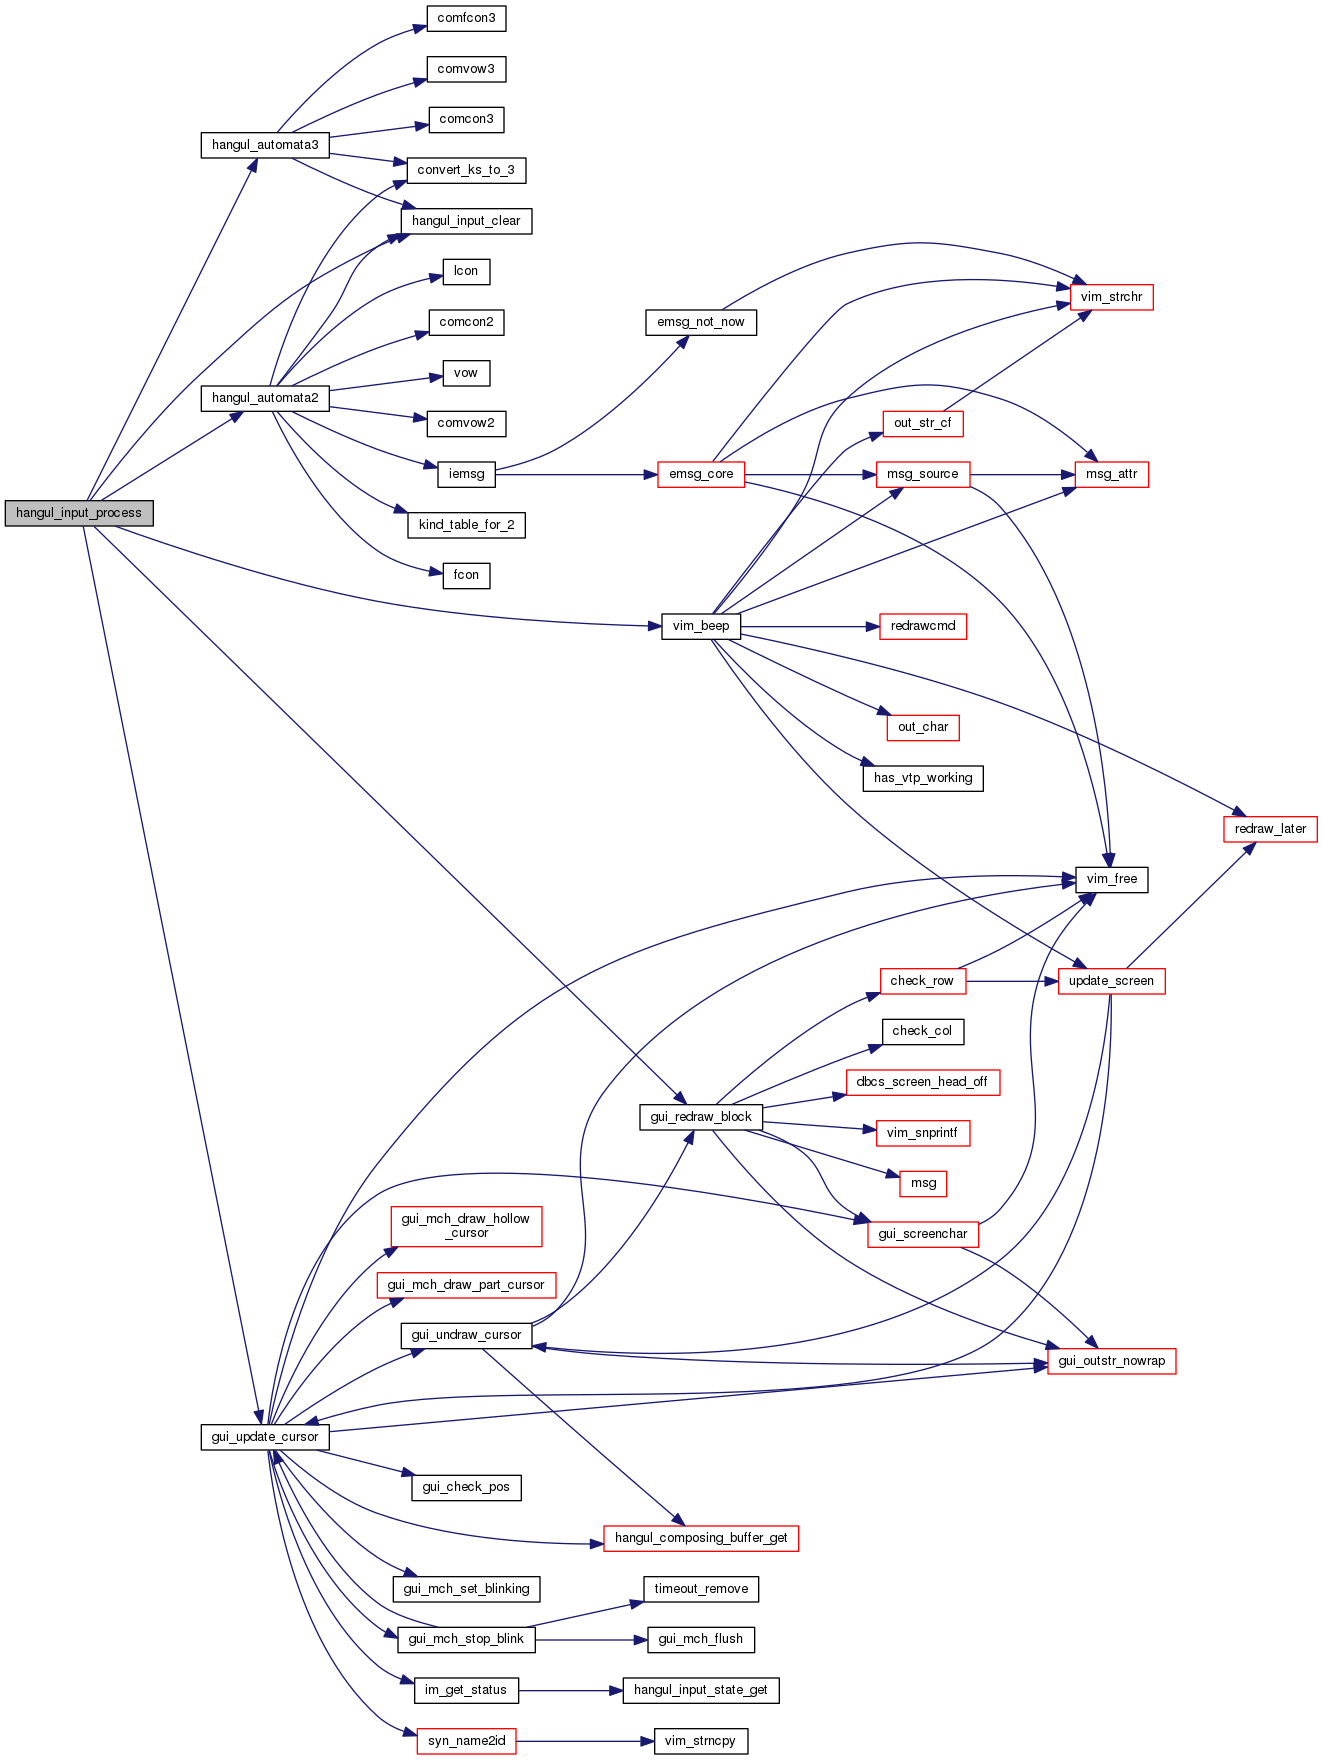 comfcon3
comvow3
comcon3
hangul_automata3
convert_ks_to_3
hangul_input_clear
lcon
vim_strchr
emsg_not_now
comcon2
vow
hangul_automata2
comvow2
out_str_cf
iemsg
emsg_core
msg_source
msg_attr
hangul_input_process
kind_table_for_2
fcon
vim_beep
redrawcmd
out_char
has_vtp_working
redraw_later
vim_free
check_row
update_screen
check_col
dbcs_screen_head_off
gui_redraw_block
vim_snprintf
msg
gui_mch_draw_hollow
_cursor
gui_screenchar
gui_mch_draw_part_cursor
gui_undraw_cursor
gui_outstr_nowrap
gui_update_cursor
gui_check_pos
hangul_composing_buffer_get
gui_mch_set_blinking
timeout_remove
gui_mch_stop_blink
gui_mch_flush
im_get_status
hangul_input_state_get
syn_name2id
vim_strncpy